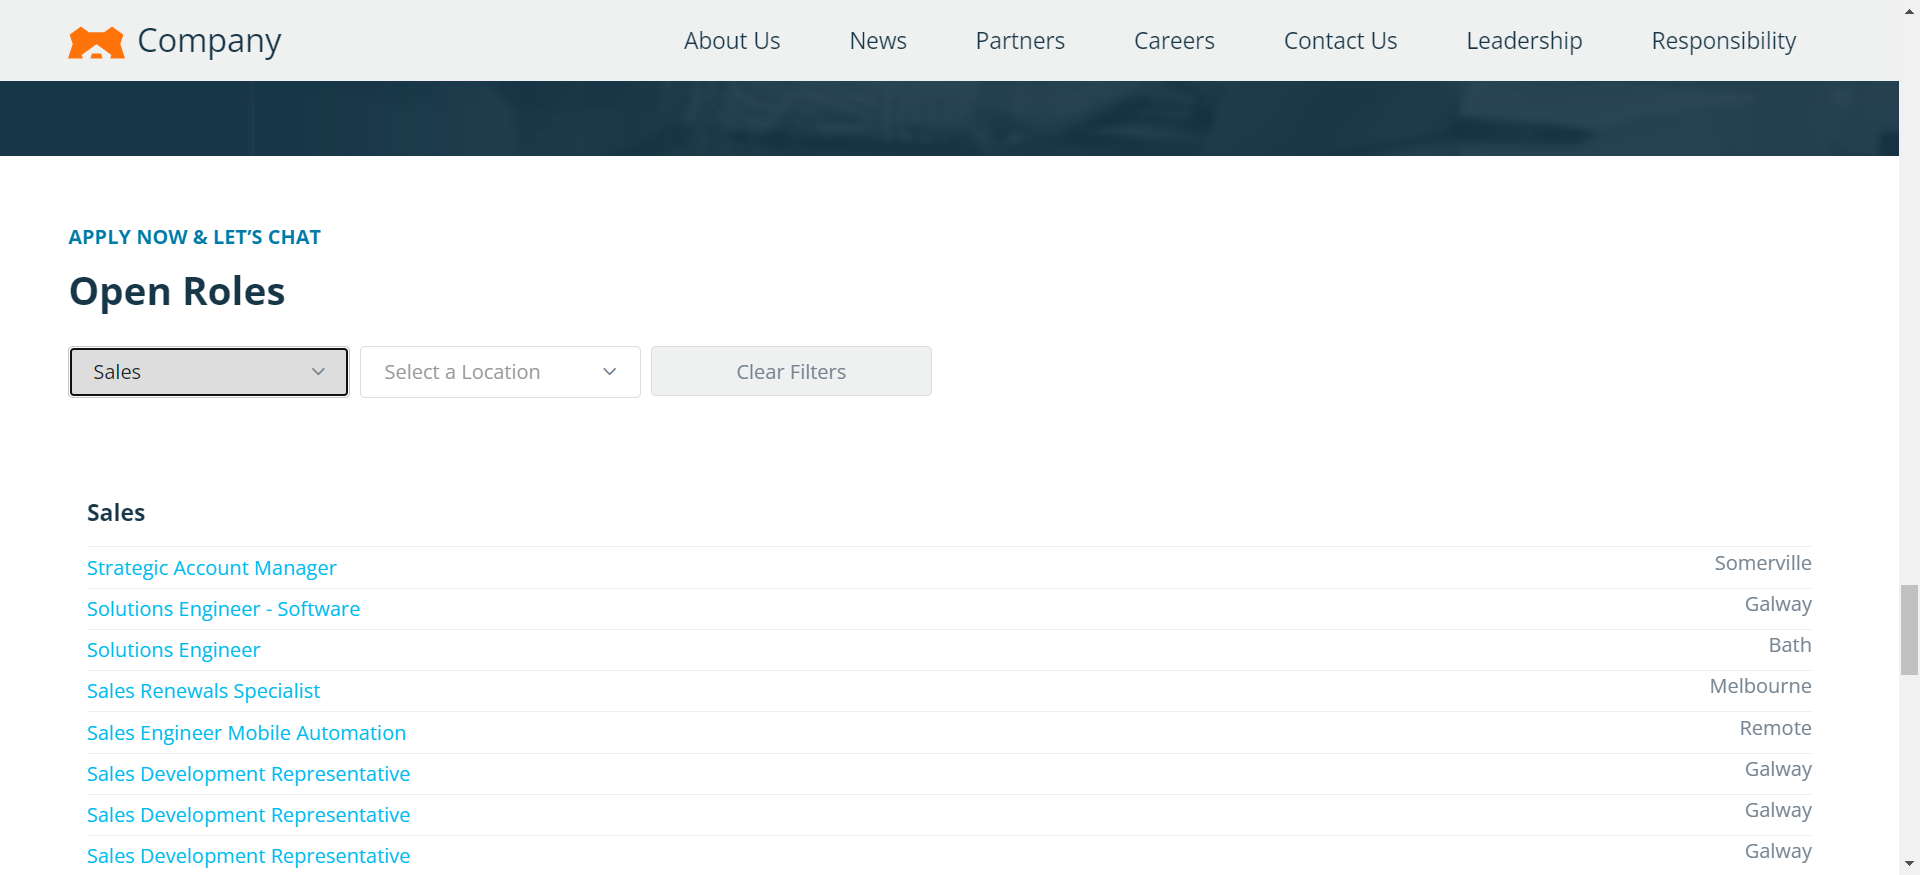 Company About Us News Partners Careers Contact Us Leadership Responsibility
APPLY NOW & LET’S CHAT
Open Roles
Sales Select a Location Clear Filters
Sales
Strategic Account Manager Somerville
Solutions Engineer - Software Galway
Solutions Engineer Bath
Sales Renewals Specialist Melbourne
Sales Engineer Mobile Automation Remote
Sales Development Representative Galway
Sales Development Representative Galway
Sales Development Representative Galway